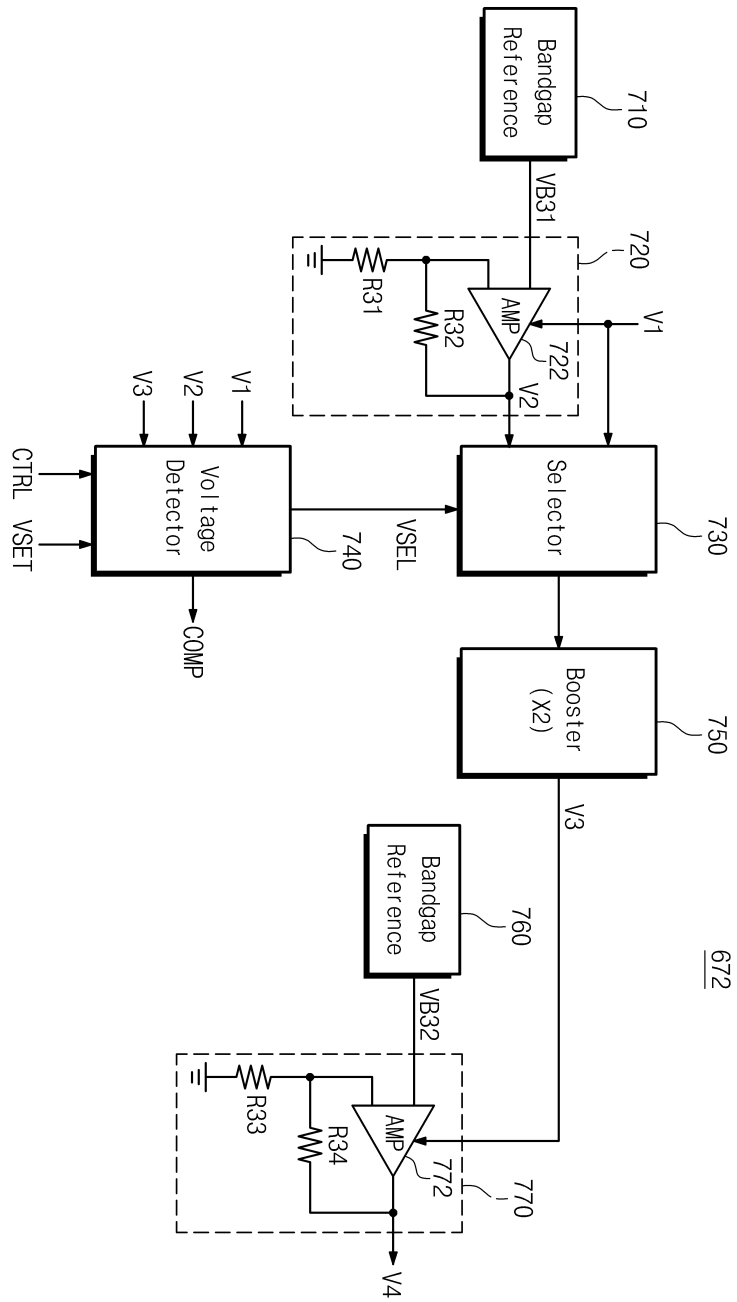 672
710
Bandgap
Reference
VB31
720
V1
AMP
722
R31
R32
V2
730
Selector
750
Booster
(X2)
V3
VSEL
740
Voltage
Detector
V1
V2
V3
CTRL
VSET
COMP
760
Bandgap
Reference
VB32
770
AMP
772
R33
R34
V4